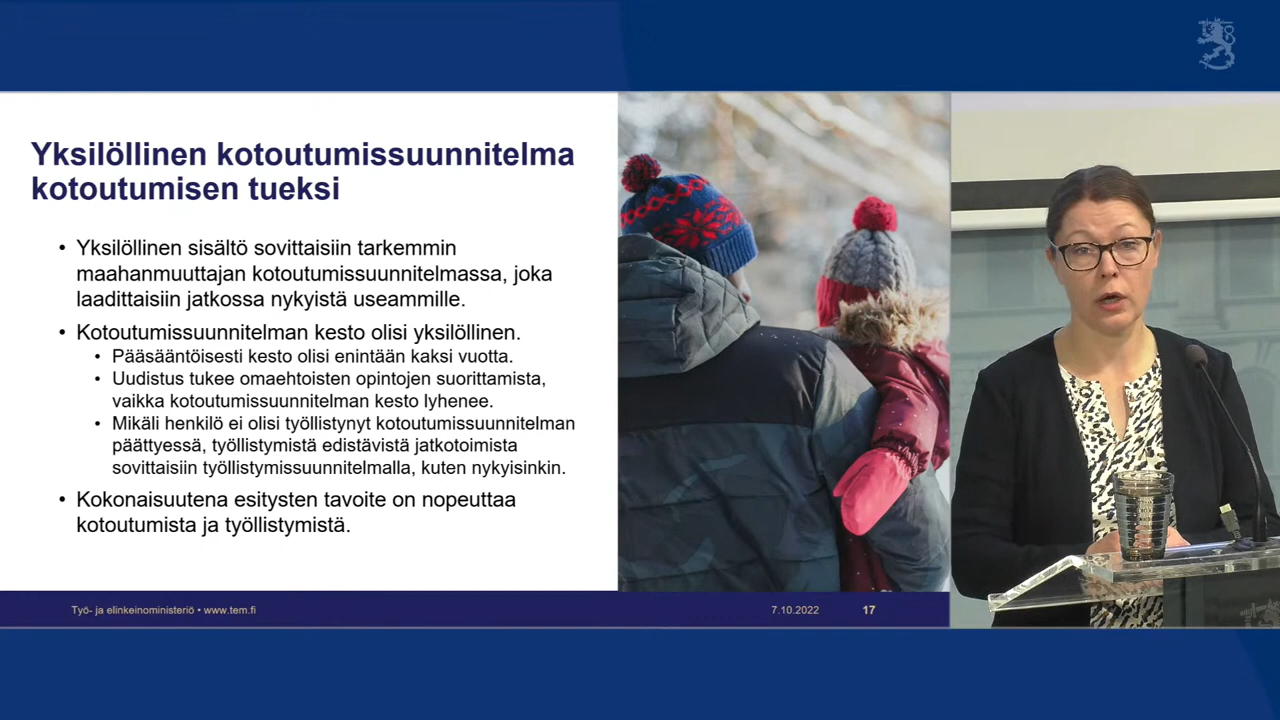 Yksilöllinen kotoutumissuunnitelma
kotoutumisen tueksi
• Yksilöllinen sisältö sovittaisiin tarkemmin
maahanmuuttajan kotoutumissuunnitelmassa, joka
laadittaisiin jatkossa nykyistä useammille.
• Kotoutumissuunnitelman kesto olisi yksilöllinen.
• Pääsääntöisesti kesto olisi enintään kaksi vuotta.
• Uudistus tukee omaehtoisten opintojen suorittamista,
vaikka kotoutumissuunnitelman kesto lyhenee.
• Mikäli henkilö ei olisi työllistynyt kotoutumissuunnitelman
päättyessä, työllistymistä edistävistä jatkotoimista
sovittaisiin työllistymissuunnitelmalla, kuten nykyisinkin.
• Kokonaisuutena esitysten tavoite on nopeuttaa
kotoutumista ja työllistymistä.
Työ- ja elinkeinoministeriö • www.tem.fi
7.10.2022
17